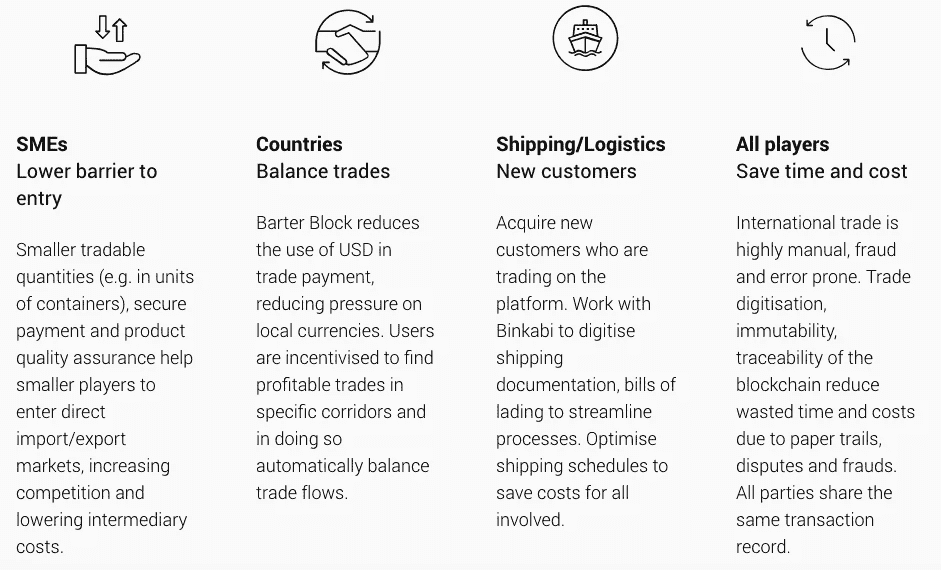 SMEs
Lower barrier to
entry
Smaller tradable
quantities (e.g. in units
of containers), secure
payment and product
quality assurance help
smaller players to
enter direct
import/export
markets, increasing
competition and
lowering intermediary
costs.
Countries
Balance trades
Barter Block reduces
the use of USD in
trade payment,
reducing pressure on
local currencies. Users
are incentivised to find
profitable trades in
specific corridors and
in doing so
automatically balance
trade flows.
Shipping/Logistics
New customers
Acquire new
customers who are
trading on the
platform. Work with
Binkabi to digitise
shipping
documentation, bills of
lading to streamline
processes. Optimise
shipping schedules to
save costs for all
involved.
All players
Save time and cost
International trade is
highly manual, fraud
and error prone. Trade
digitisation,
immutability,
traceability of the
blockchain reduce
wasted time and costs
due to paper trails,
disputes and frauds.
All parties share the
same transaction
record.